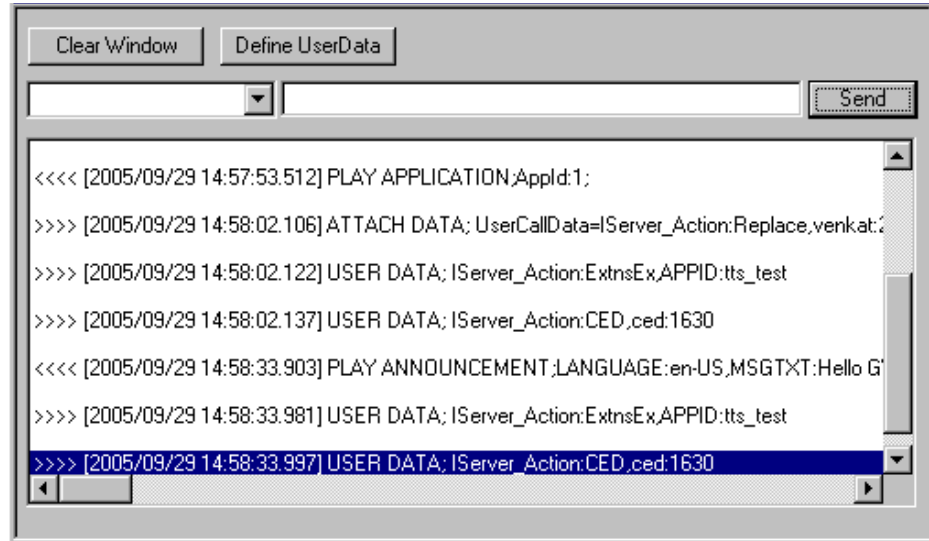 Clear Window Define UserData
Send
<<<< [2005/09/29 14:57:53.512] PLAY APPLICATION;AppId:1;
>>>> [2005/09/29 14:58:02.106] ATTACH DATA; UserCallData=IServer_Action:Replace,venkat:2
>>>> [2005/09/29 14:58:02.122] USER DATA; IServer_Action:ExtnsEx,APPID:tts_test
>>>> [2005/09/29 14:58:02.137] USER DATA; IServer_Action:CED,ced:1630
<<<< [2005/09/29 14:58:33.903] PLAY ANNOUNCEMENT;LANGUAGE:en-US,MSGTXT:Hello G
>>>> [2005/09/29 14:58:33.981] USER DATA; IServer_Action:ExtnsEx,APPID:tts_test
>>>> [2005/09/29 14:58:33.997] USER DATA; IServer_Action:CED,ced:1630